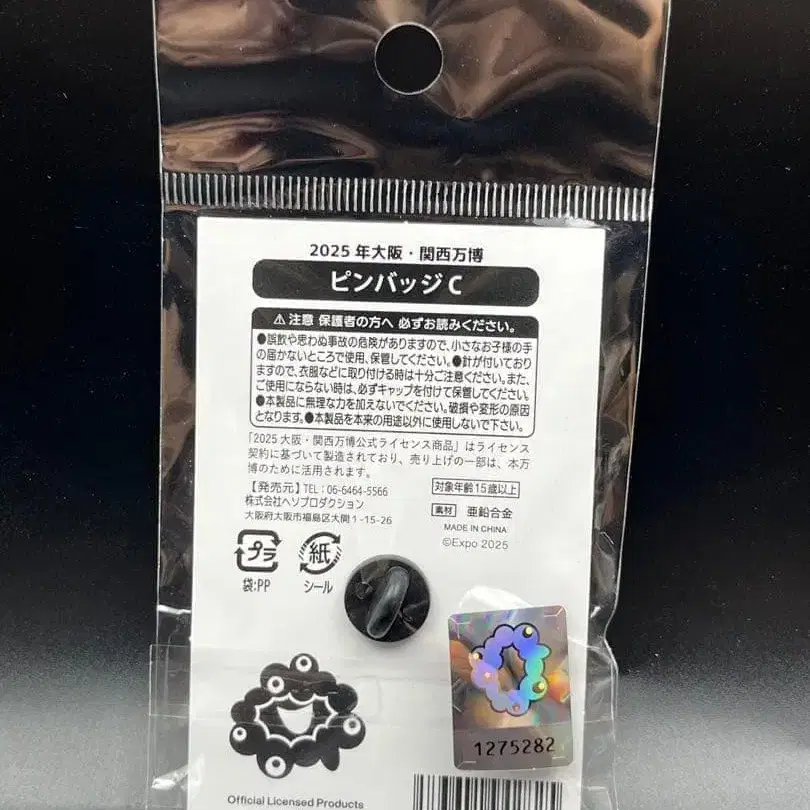 2025年大阪・関西万博
ピンバッジC
⚠注意 保護者の方へ 必ずお読みください。
●誤飲や思わぬ事故の危険がありますので、小さなお子様の手
の届かないところで使用、保管してください。●針が付いており
ますので、衣服などに取り付ける時は十分ご注意ください。また、
ご使用にならない時は、必ずキャップを付けて保管してください。
●本製品に無理な力を加えないでください。破損や変形の原因
となります。●本製品を本来の用途以外に使用しないで下さい。
「2025大阪・関西万博公式ライセンス商品」はライセンス
契約に基づいて製造されており、売り上げの一部は、本万
博のために活用されます。
【発売元】TEL:06-6464-5566
株式会社ヘソプロダクション
大阪府大阪市福島区大開1-15-26
対象年齢15歳以上
素材 亜鉛合金
MADE IN CHINA
©Expo 2025
プラ
袋:PP
紙
シール
1275282
Official Licensed Products